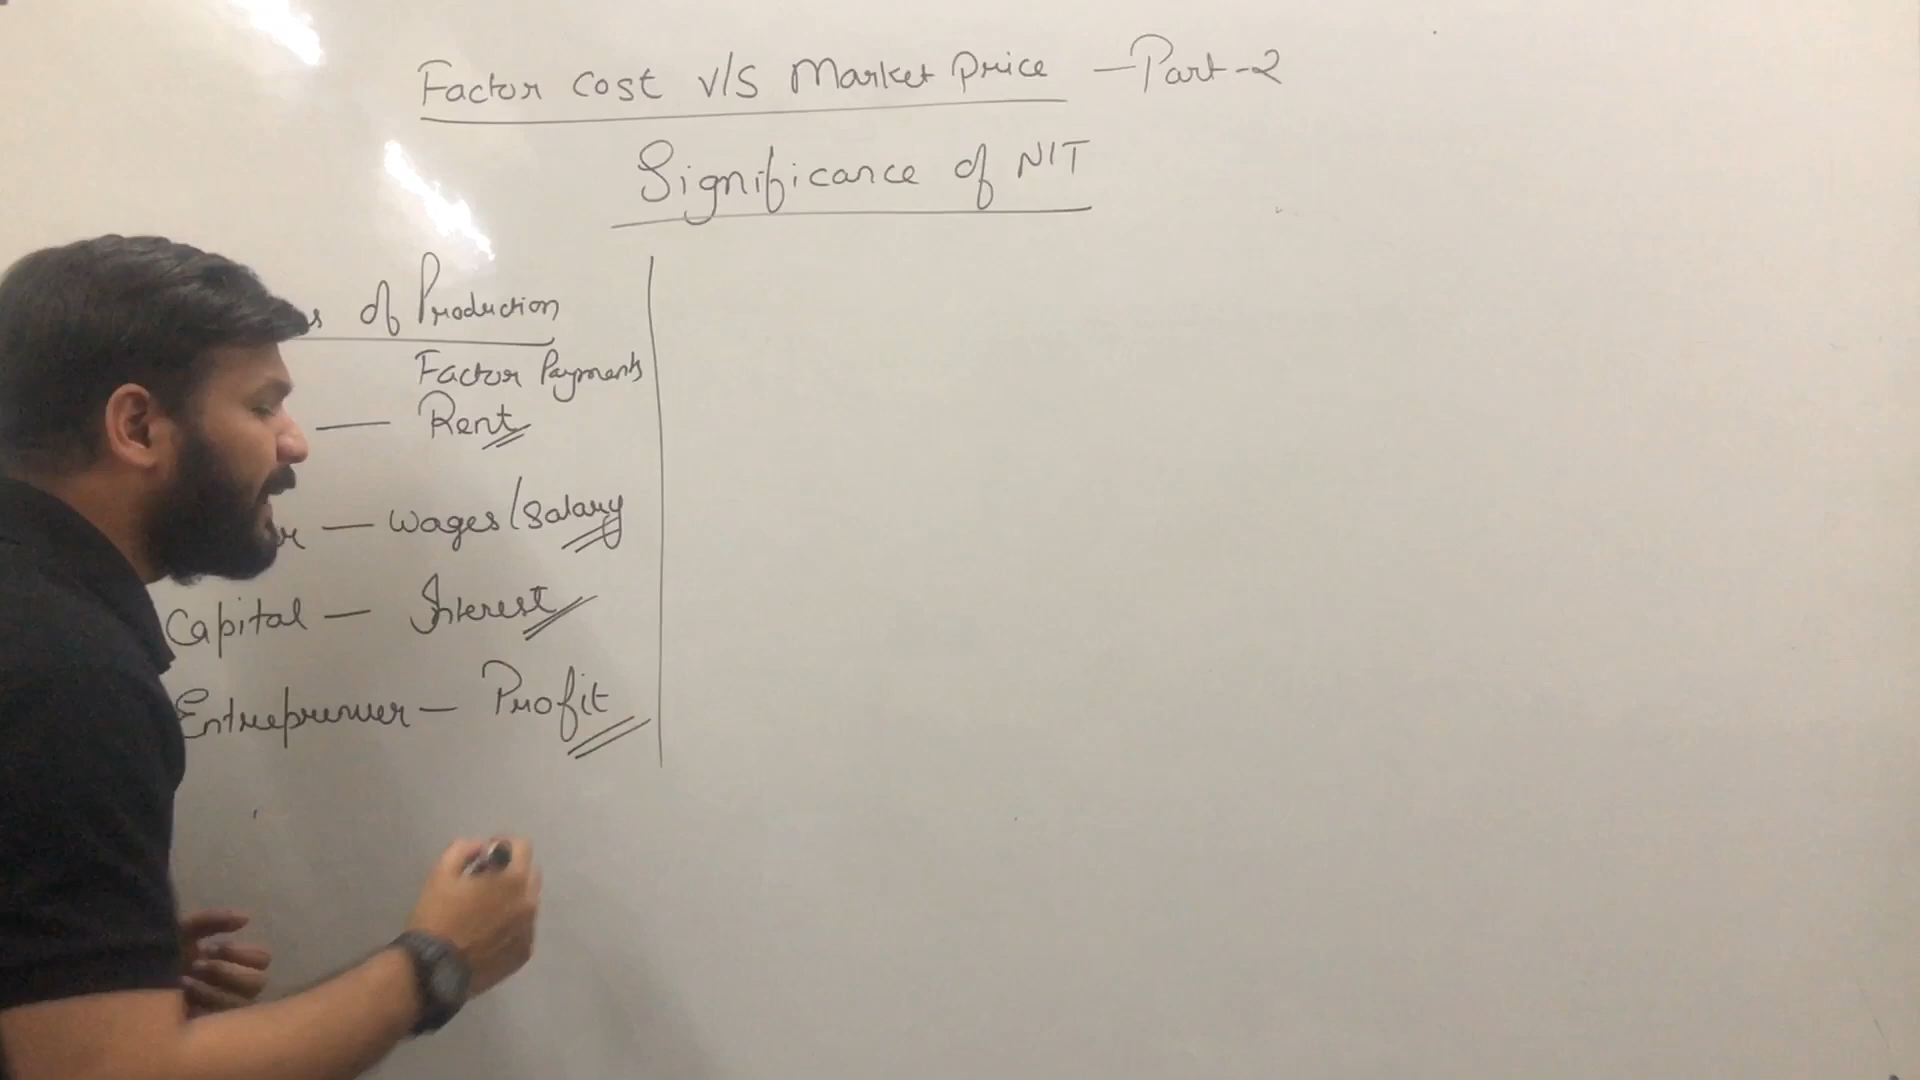 Factor Cost v/s Market Price - Part-2
Significance of NIT
of Production
Factor Payments
— Rent
— Wages/Salary
Capital — Interest
Entreprenuer — Profit